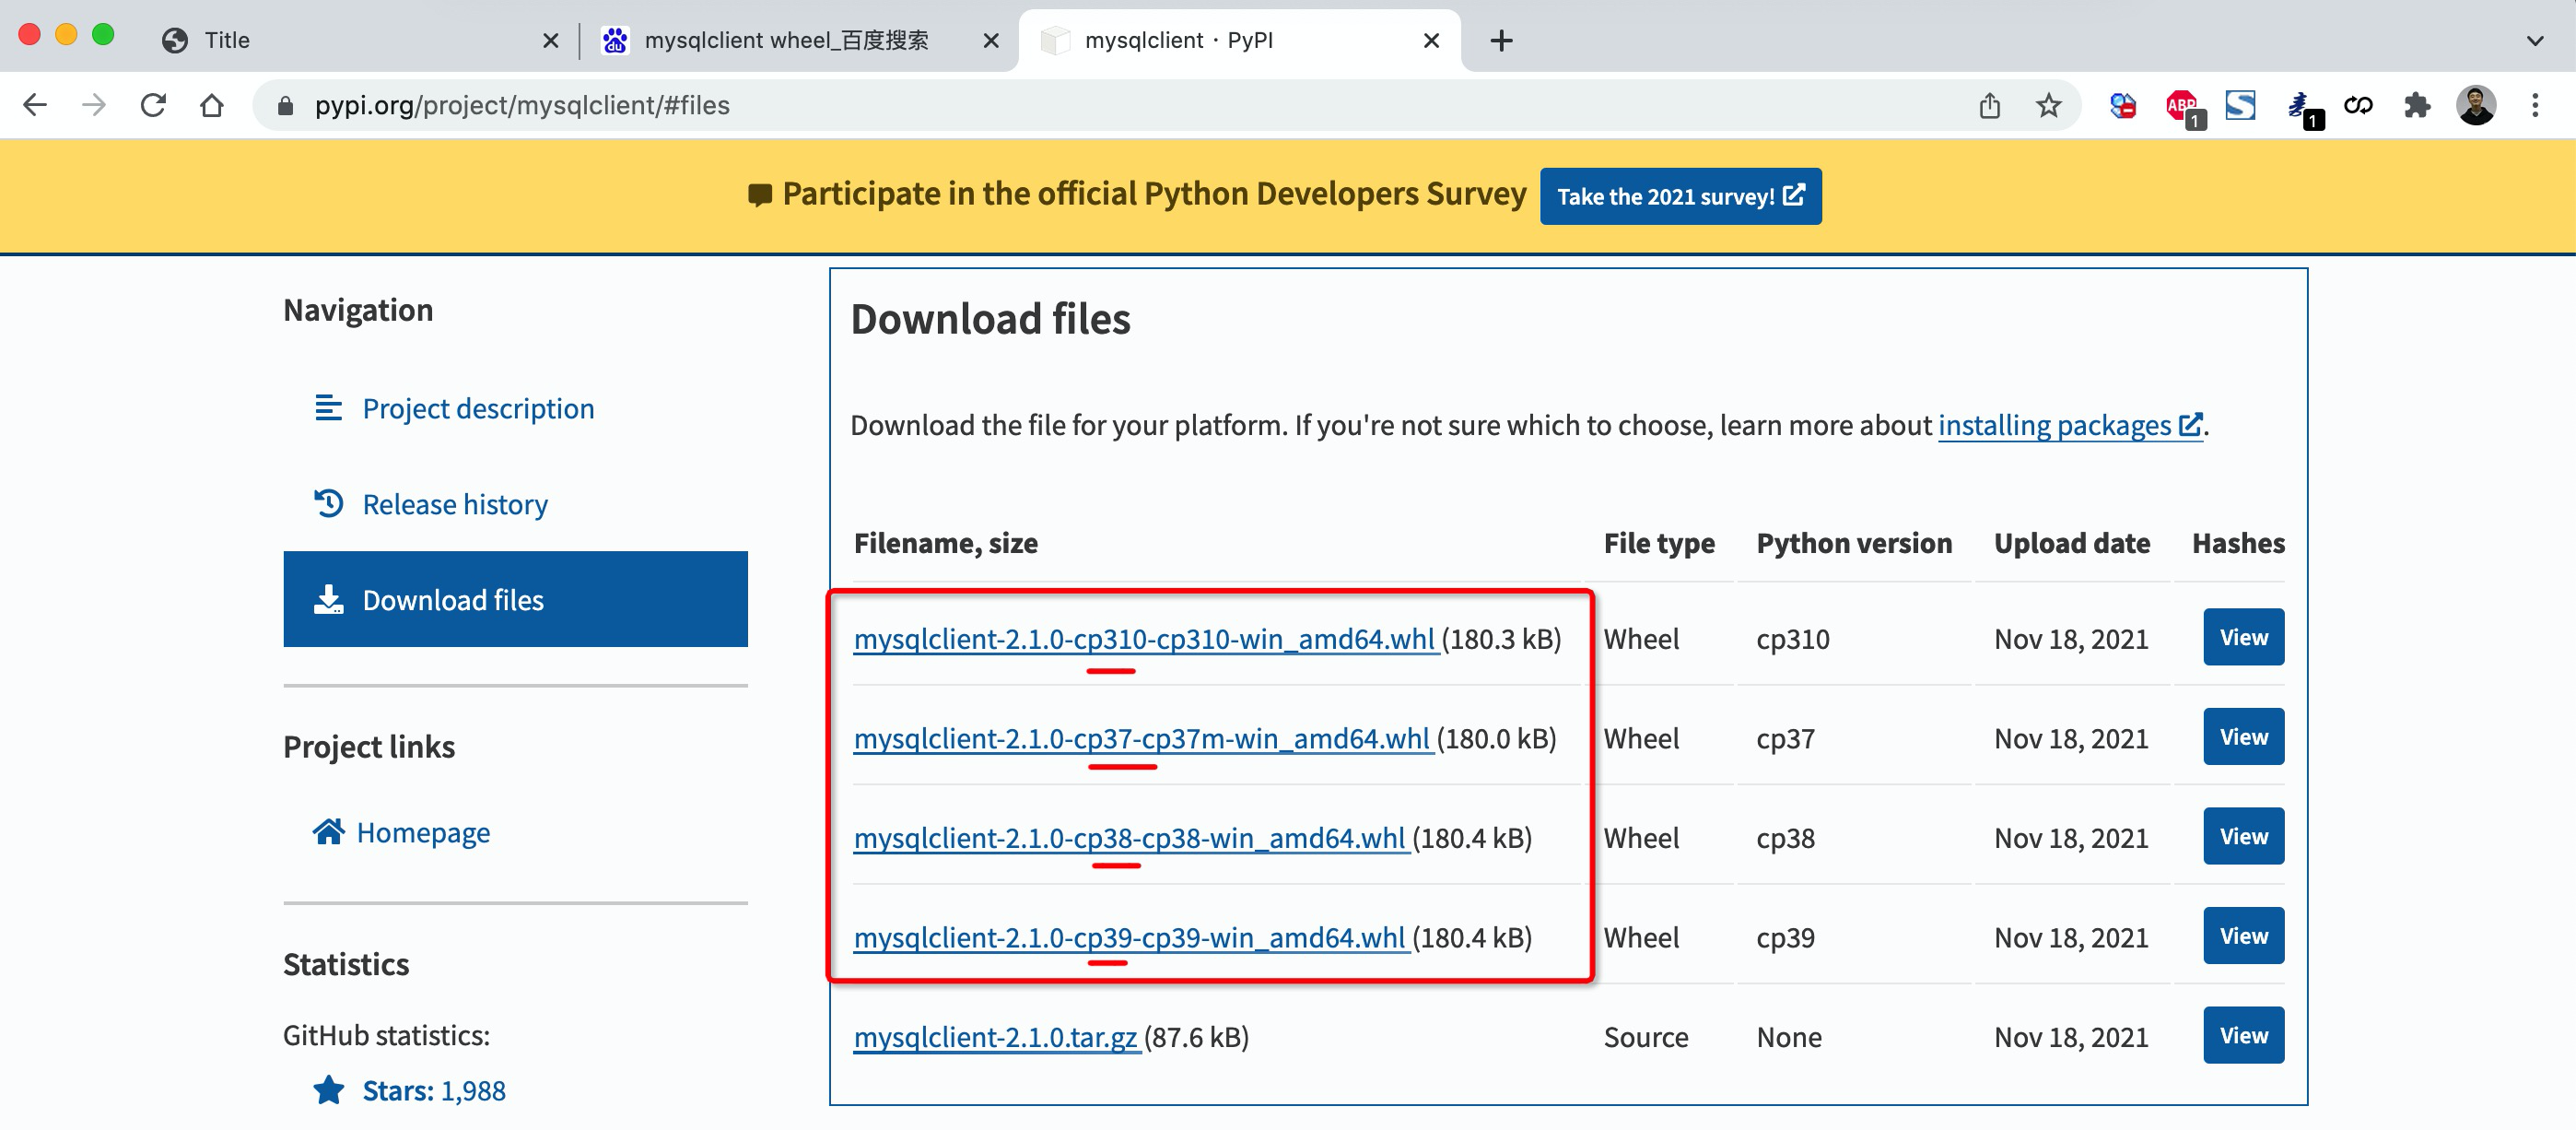 Title
mysqlclient wheel_百度搜索
mysqlclient · PyPI
pypi.org/project/mysqlclient/#files
ABP
1
1
Participate in the official Python Developers Survey
Take the 2021 survey!
Navigation
Project description
Release history
Download files
Project links
Homepage
Statistics
GitHub statistics:
Stars: 1,988
Download files
Download the file for your platform. If you're not sure which to choose, learn more about installing packages.
Filename, size File type Python version Upload date Hashes
mysqlclient-2.1.0-cp310-cp310-win_amd64.whl (180.3 kB) Wheel cp310 Nov 18, 2021 View
mysqlclient-2.1.0-cp37-cp37m-win_amd64.whl (180.0 kB) Wheel cp37 Nov 18, 2021 View
mysqlclient-2.1.0-cp38-cp38-win_amd64.whl (180.4 kB) Wheel cp38 Nov 18, 2021 View
mysqlclient-2.1.0-cp39-cp39-win_amd64.whl (180.4 kB) Wheel cp39 Nov 18, 2021 View
mysqlclient-2.1.0.tar.gz (87.6 kB) Source None Nov 18, 2021 View